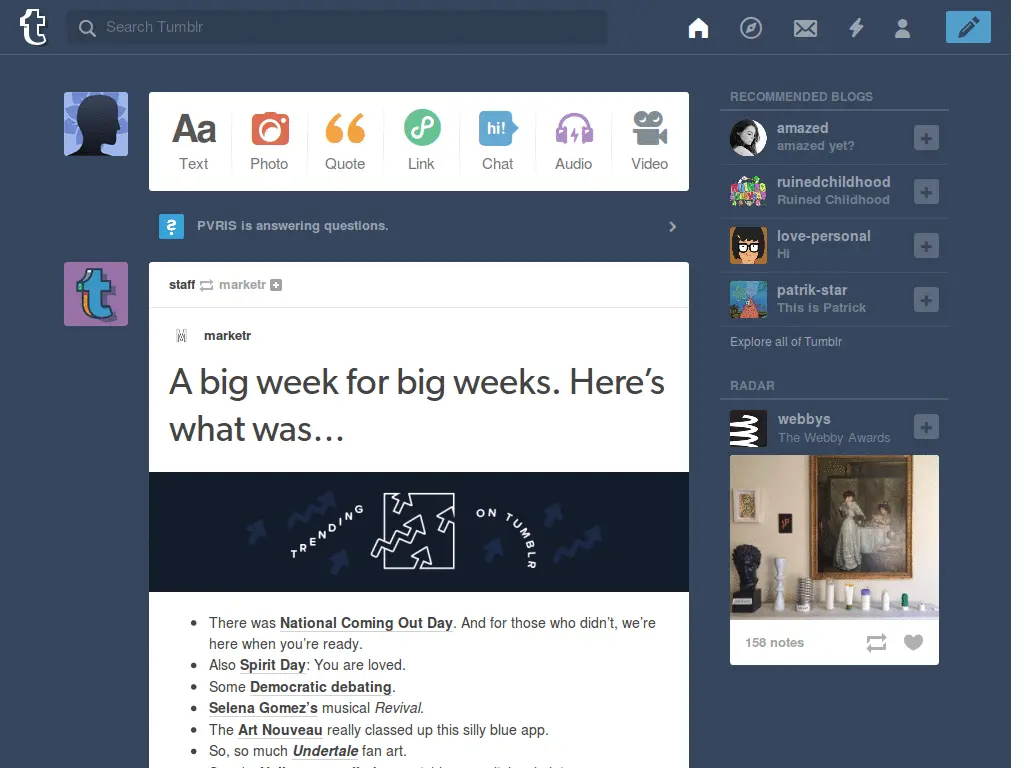 t
Search Tumblr
Aa
hi!
Text
Photo
Quote
Link
Chat
Audio
Video
? PVRIS is answering questions.
t
staff marketr
marketr
A big week for big weeks. Here’s
what was…
TRENDING
ON TUMBLR
• There was National Coming Out Day. And for those who didn’t, we’re
here when you’re ready.
• Also Spirit Day: You are loved.
• Some Democratic debating.
• Selena Gomez’s musical Revival.
• The Art Nouveau really classed up this silly blue app.
• So, so much Undertale fan art.
RECOMMENDED BLOGS
amazed
amazed yet?
ruinedchildhood
Ruined Childhood
love-personal
Hi
patrik-star
This is Patrick
Explore all of Tumblr
RADAR
webbys
The Webby Awards
158 notes